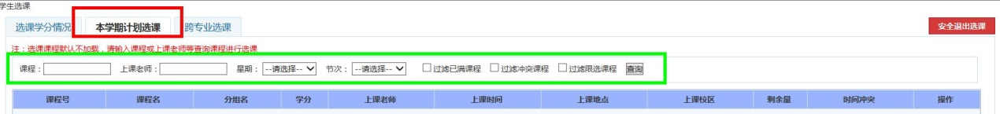 学生选课
选课学分情况 本学期计划选课 跨专业选课 安全退出选课
注：选课课程默认不加载，请输入课程或上课老师等查询课程进行选课
课程： 上课老师： 星期： --请选择-- 节次： --请选择-- 过滤已满课程 过滤冲突课程 过滤限选课程 查询
课程号 课程名 分组名 学分 上课老师 上课时间 上课地点 上课校区 剩余量 时间冲突 操作